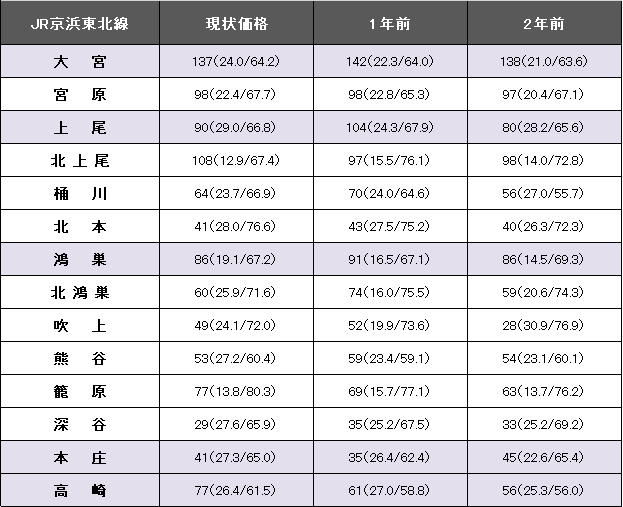 JR京浜東北線 現状価格 1年前 2年前
大宮 137(24.0/64.2) 142(22.3/64.0) 138(21.0/63.6)
宮原 98(22.4/67.7) 98(22.8/65.3) 97(20.4/67.1)
上尾 90(29.0/66.8) 104(24.3/67.9) 80(28.2/65.6)
北上尾 108(12.9/67.4) 97(15.5/76.1) 98(14.0/72.8)
桶川 64(23.7/66.9) 70(24.0/64.6) 56(27.0/55.7)
北本 41(28.0/76.6) 43(27.5/75.2) 40(26.3/72.3)
鴻巣 86(19.1/67.2) 91(16.5/67.1) 86(14.5/69.3)
北鴻巣 60(25.9/71.6) 74(16.0/75.5) 59(20.6/74.3)
吹上 49(24.1/72.0) 52(19.9/73.6) 28(30.9/76.9)
熊谷 53(27.2/60.4) 59(23.4/59.1) 54(23.1/60.1)
籠原 77(13.8/80.3) 69(15.7/77.1) 63(13.7/76.2)
深谷 29(27.6/65.9) 35(25.2/67.5) 33(25.2/69.2)
本庄 41(27.3/65.0) 35(26.4/62.4) 45(22.6/65.4)
高崎 77(26.4/61.5) 61(27.0/58.8) 56(25.3/56.0)